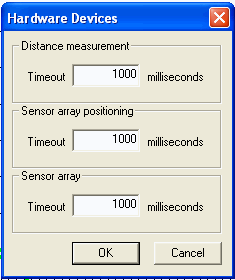 Hardware Devices
Distance measurement
Timeout 1000 milliseconds
Sensor array positioning
Timeout 1000 milliseconds
Sensor array
Timeout 1000 milliseconds
OK Cancel